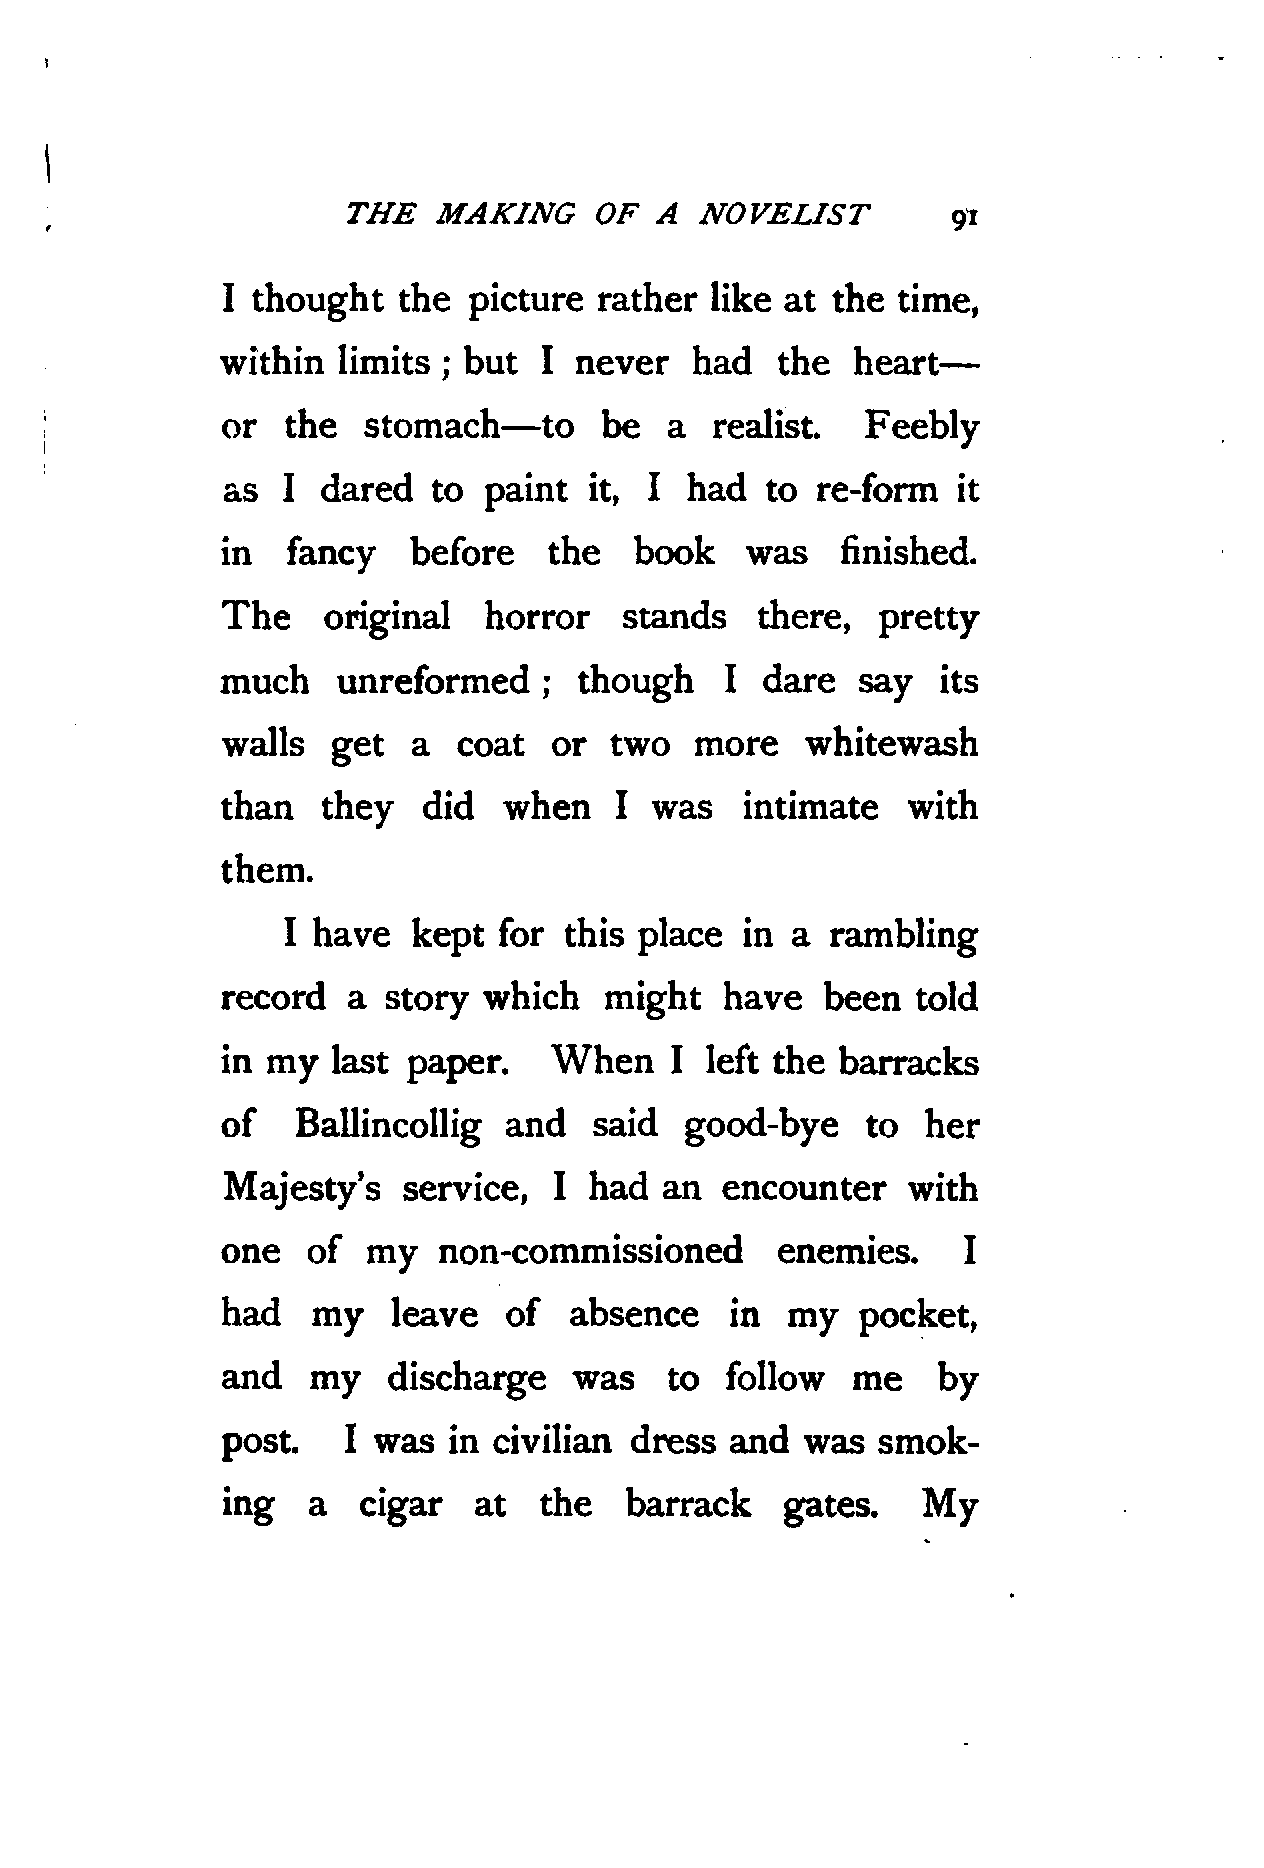 THE MAKING OF A NOVELIST 91
I thought the picture rather like at the time,
within limits ; but I never had the heart—
or the stomach—to be a realist. Feebly
as I dared to paint it, I had to re-form it
in fancy before the book was finished.
The original horror stands there, pretty
much unreformed ; though I dare say its
walls get a coat or two more whitewash
than they did when I was intimate with
them.
I have kept for this place in a rambling
record a story which might have been told
in my last paper. When I left the barracks
of Ballincollig and said good-bye to her
Majesty's service, I had an encounter with
one of my non-commissioned enemies. I
had my leave of absence in my pocket,
and my discharge was to follow me by
post. I was in civilian dress and was smok-
ing a cigar at the barrack gates. My